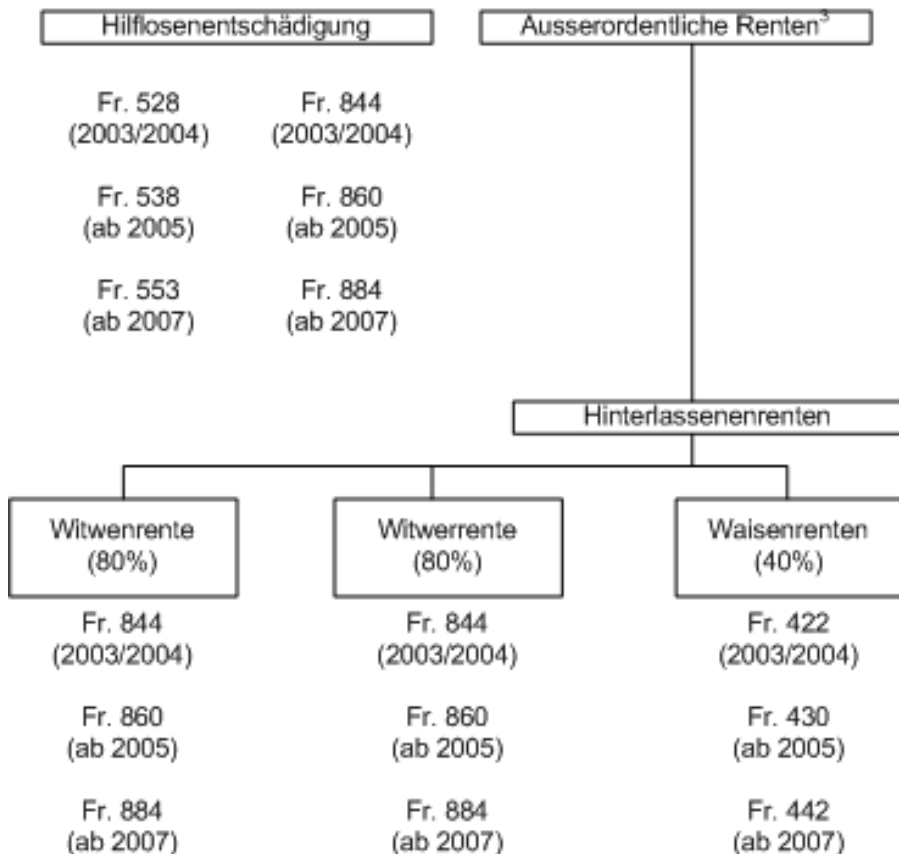 Hilflosenentschädigung
Ausserordentliche Renten³
Fr. 528
(2003/2004)
Fr. 844
(2003/2004)
Fr. 538
(ab 2005)
Fr. 860
(ab 2005)
Fr. 553
(ab 2007)
Fr. 884
(ab 2007)
Hinterlassenenrenten
Witwenrente
(80%)
Witwerrente
(80%)
Waisenrenten
(40%)
Fr. 844
(2003/2004)
Fr. 844
(2003/2004)
Fr. 422
(2003/2004)
Fr. 860
(ab 2005)
Fr. 860
(ab 2005)
Fr. 430
(ab 2005)
Fr. 884
(ab 2007)
Fr. 884
(ab 2007)
Fr. 442
(ab 2007)